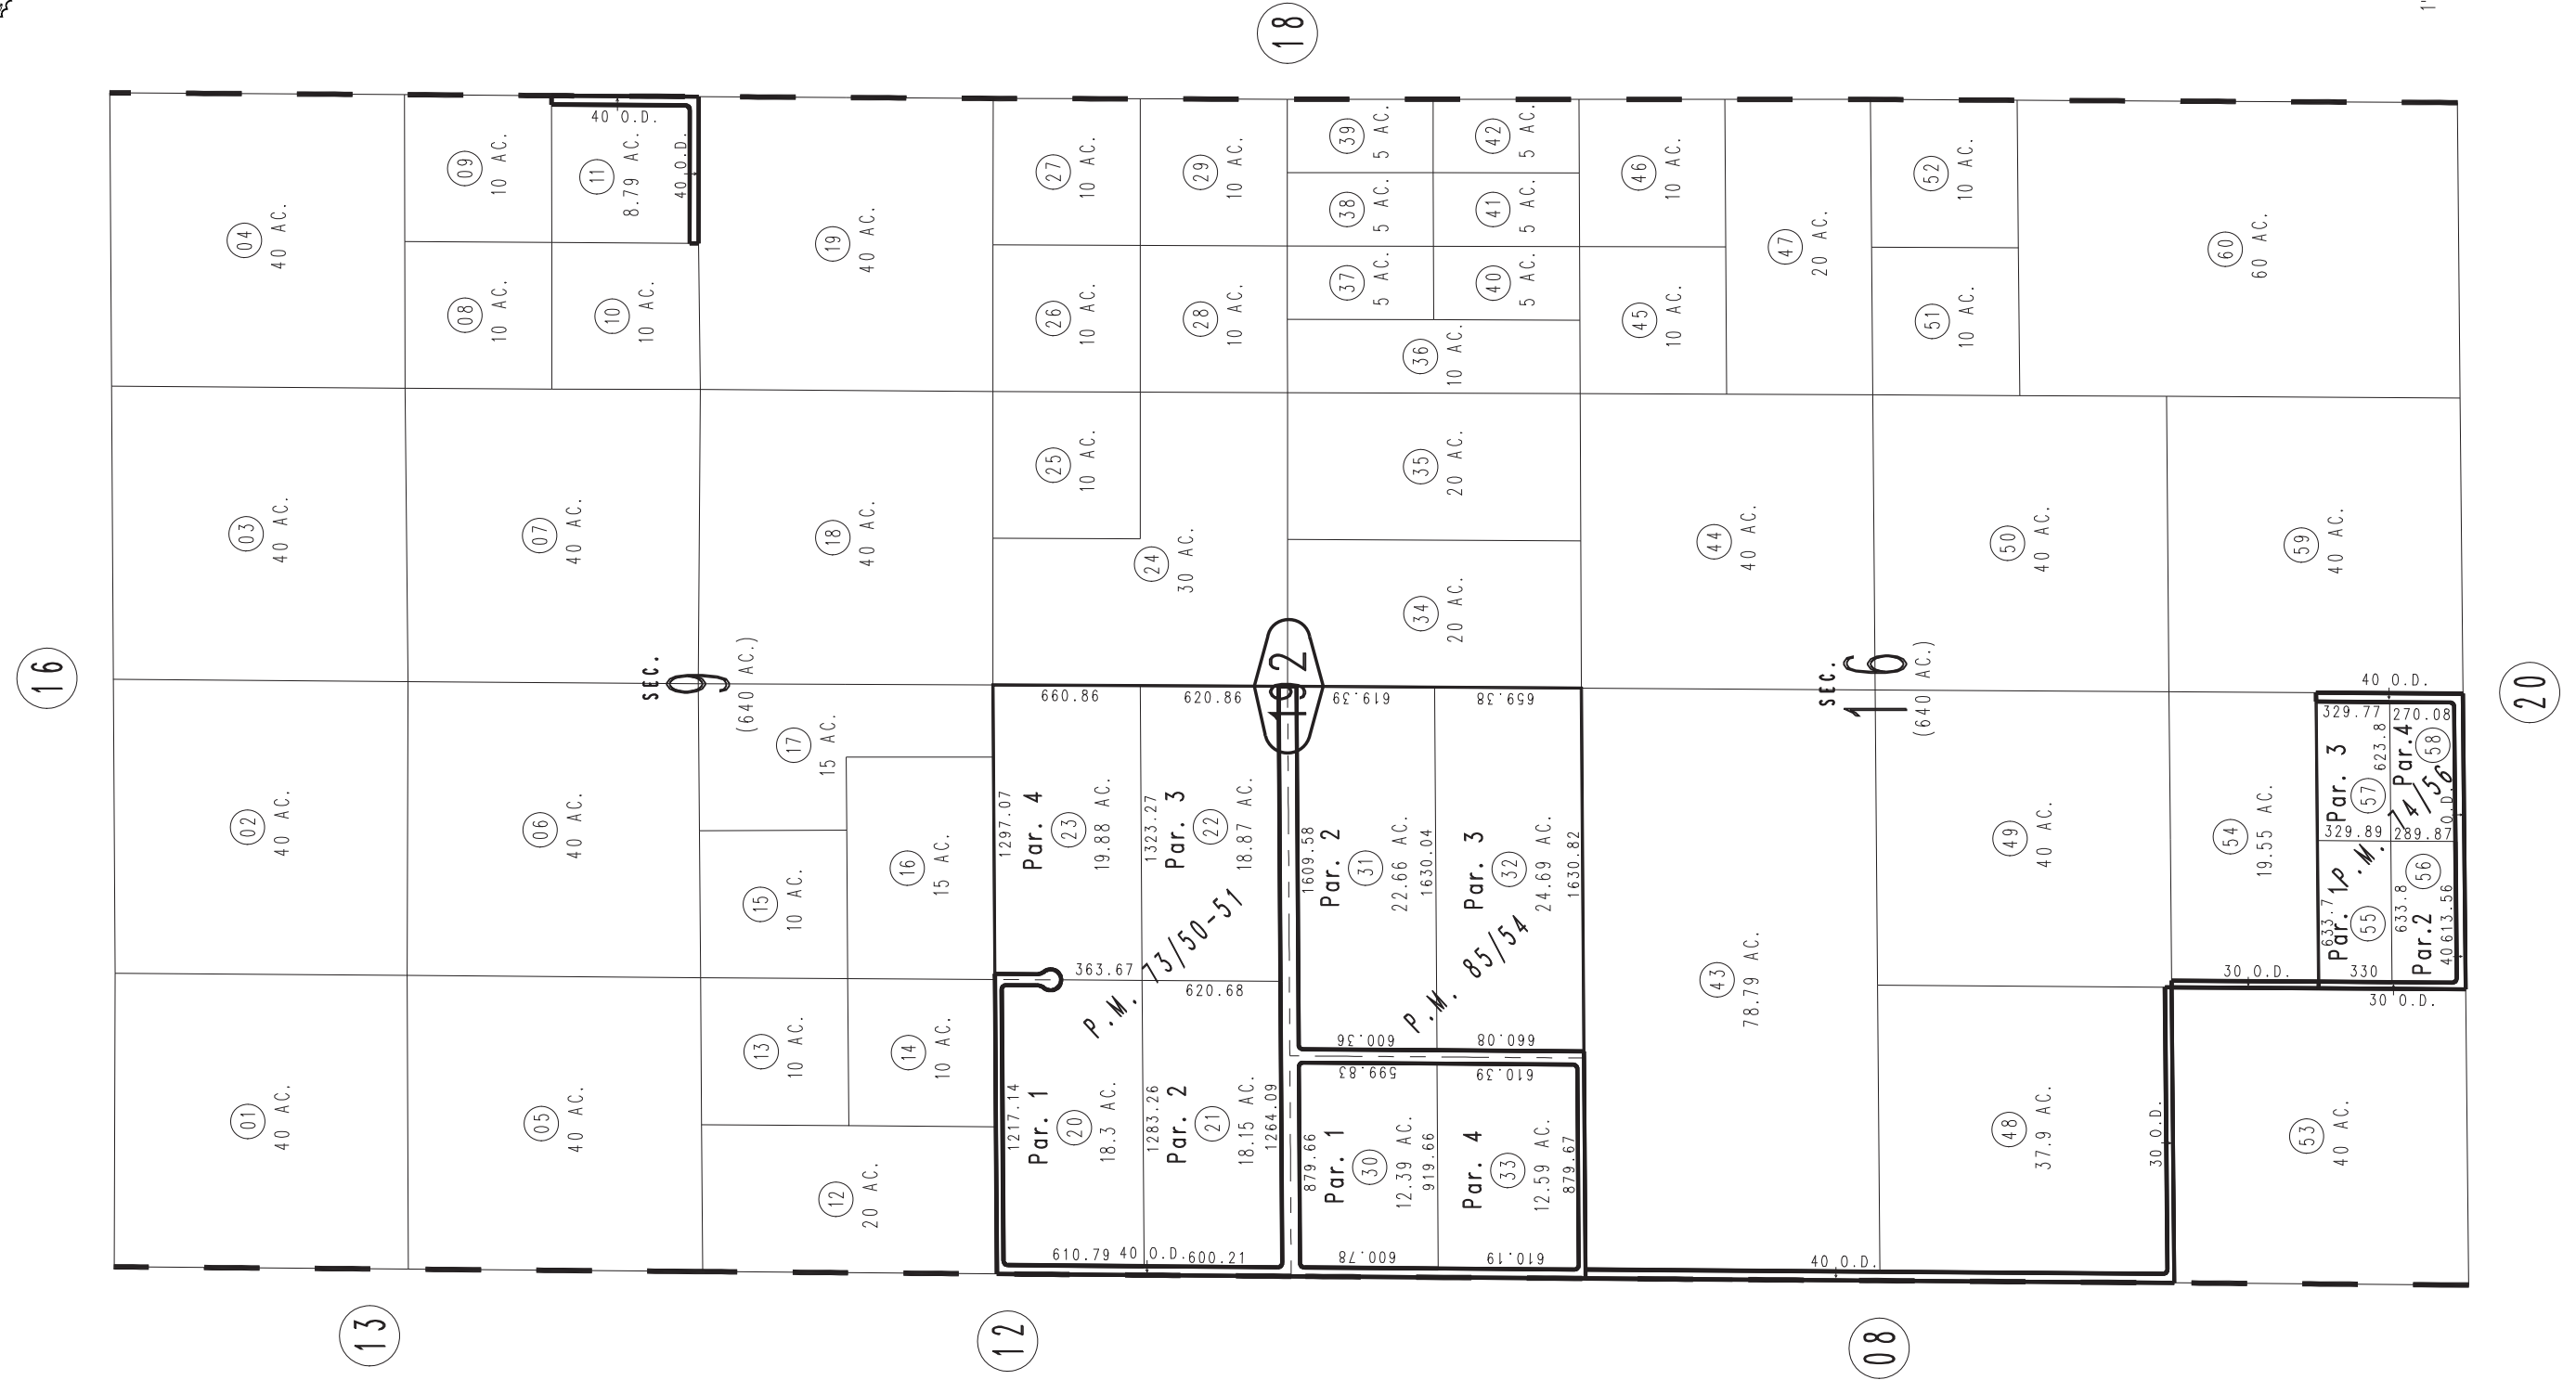 18
16
20
13
12
08
192
SEC.
9
(640 AC.)
SEC.
16
(640 AC.)
01
40 AC.
02
40 AC.
03
40 AC.
04
40 AC.
05
40 AC.
06
40 AC.
07
40 AC.
08
10 AC.
09
10 AC.
10
10 AC.
11
8.79 AC.
40 O.D.
40 O.D.
12
20 AC.
13
10 AC.
14
10 AC.
15
10 AC.
16
15 AC.
17
15 AC.
18
40 AC.
19
40 AC.
P.M. 73/50-51
1217.14
Par. 1
20
18.3 AC.
1283.26
Par. 2
21
18.15 AC.
1264.09
610.79
40 O.D.
600.21
363.67
620.68
1297.07
Par. 4
23
19.88 AC.
1323.27
Par. 3
22
18.87 AC.
660.86
620.86
24
30 AC.
25
10 AC.
26
10 AC.
27
10 AC.
28
10 AC.
29
10 AC.
P.M. 85/54
879.66
Par. 1
30
12.39 AC.
919.66
Par. 4
33
12.59 AC.
879.67
600.78
610.19
599.83
610.39
600.36
660.08
1609.58
Par. 2
31
22.66 AC.
1630.04
Par. 3
32
24.69 AC.
1630.82
619.39
659.38
34
20 AC.
35
20 AC.
36
10 AC.
37
5 AC.
38
5 AC.
39
5 AC.
40
5 AC.
41
5 AC.
42
5 AC.
43
78.79 AC.
40 O.D.
44
40 AC.
45
10 AC.
46
10 AC.
47
20 AC.
48
37.9 AC.
30 O.D.
49
40 AC.
50
40 AC.
51
10 AC.
52
10 AC.
53
40 AC.
54
19.55 AC.
30 O.D.
30 O.D.
P.M. 74/56
633.7
Par. 1
55
330
633.8
Par.2
56
613.56
40
O.D.
329.89
289.87
Par. 3
57
623.8
Par.4
58
329.77
270.08
40 O.D.
59
40 AC.
60
60 AC.